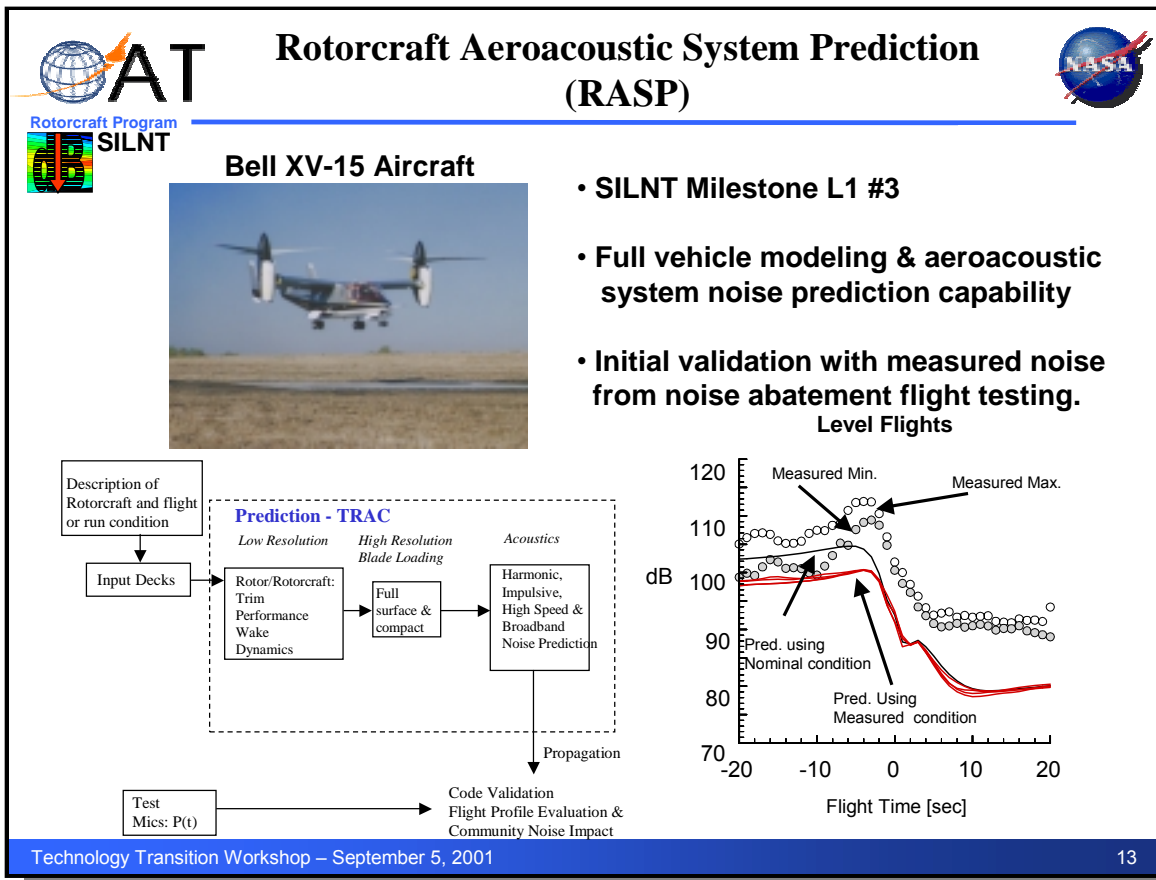 Rotorcraft Aeroacoustic System Prediction
(RASP)
AT
NASA
Rotorcraft Program
SILNT
dB
Bell XV-15 Aircraft
• SILNT Milestone L1 #3
• Full vehicle modeling & aeroacoustic
system noise prediction capability
• Initial validation with measured noise
from noise abatement flight testing.
Description of
Rotorcraft and flight
or run condition
Input Decks
Prediction - TRAC
Low Resolution
Rotor/Rotorcraft:
Trim
Performance
Wake
Dynamics
High Resolution
Blade Loading
Full
surface &
compact
Acoustics
Harmonic,
Impulsive,
High Speed &
Broadband
Noise Prediction
Propagation
Test
Mics: P(t)
Code Validation
Flight Profile Evaluation &
Community Noise Impact
Level Flights
120
110
100
90
80
70
dB
Measured Min.
Measured Max.
Pred. using
Nominal condition
Pred. Using
Measured condition
-20 -10 0 10 20
Flight Time [sec]
Technology Transition Workshop – September 5, 2001
13